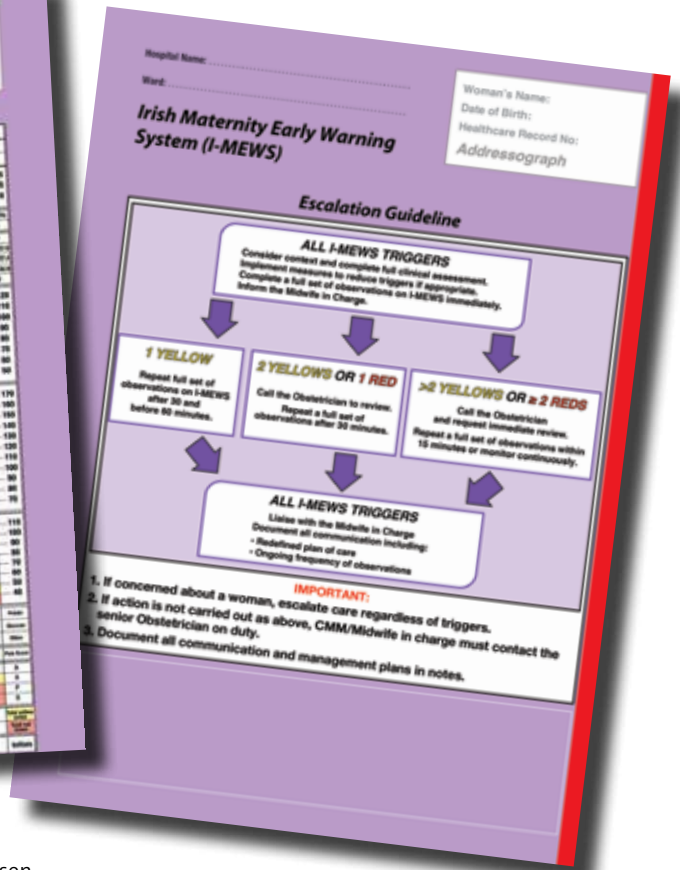 Hospital Name:
Ward:
Irish Maternity Early Warning
System (I-MEWS)
Woman's Name:
Date of Birth:
Healthcare Record No:
Addressograph
Escalation Guideline
ALL I-MEWS TRIGGERS
Consider context and complete full clinical assessment.
Implement measures to reduce triggers if appropriate.
Complete a full set of observations on I-MEWS immediately.
Inform the Midwife in Charge.
1 YELLOW
Repeat full set of
observations on I-MEWS
after 30 and
before 60 minutes.
2 YELLOWS OR 1 RED
Call the Obstetrician to review.
Repeat a full set of
observations after 30 minutes.
>2 YELLOWS OR ≥ 2 REDS
Call the Obstetrician
and request immediate review.
Repeat a full set of observations within
15 minutes or monitor continuously.
ALL I-MEWS TRIGGERS
Liaise with the Midwife in Charge
Document all communication including:
• Redefined plan of care
• Ongoing frequency of observations
IMPORTANT:
1. If concerned about a woman, escalate care regardless of triggers.
2. If action is not carried out as above, CMM/Midwife in charge must contact the
senior Obstetrician on duty.
3. Document all communication and management plans in notes.